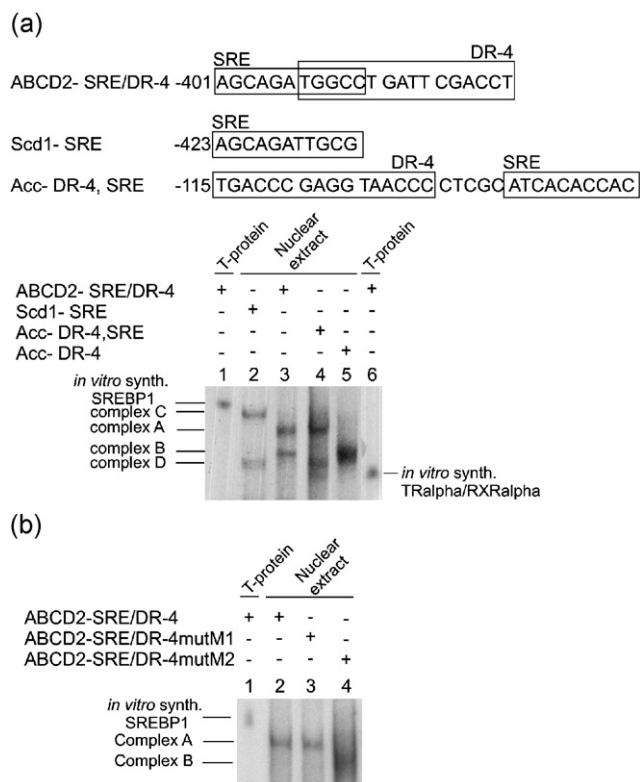 (a)
SRE DR-4
ABCD2- SRE/DR-4 -401 AGCAGA TGGCC T GATT CGACCT
SRE
Scd1- SRE -423 AGCAGATTGCG
DR-4 SRE
Acc- DR-4, SRE -115 TGACCC GAGG TAACCC CTCGC ATCACACCAC
T-protein Nuclear extract T-protein
ABCD2- SRE/DR-4 + - + - - +
Scd1- SRE - + - - - -
Acc- DR-4,SRE - - - + - -
Acc- DR-4 - - - - + -
1 2 3 4 5 6
in vitro synth.
SREBP1
complex C
complex A
complex B
complex D
in vitro synth.
TRalpha/RXRalpha
(b)
T-protein Nuclear extract
ABCD2-SRE/DR-4 + + - -
ABCD2-SRE/DR-4mutM1 - - + -
ABCD2-SRE/DR-4mutM2 - - - +
1 2 3 4
in vitro synth.
SREBP1
Complex A
Complex B